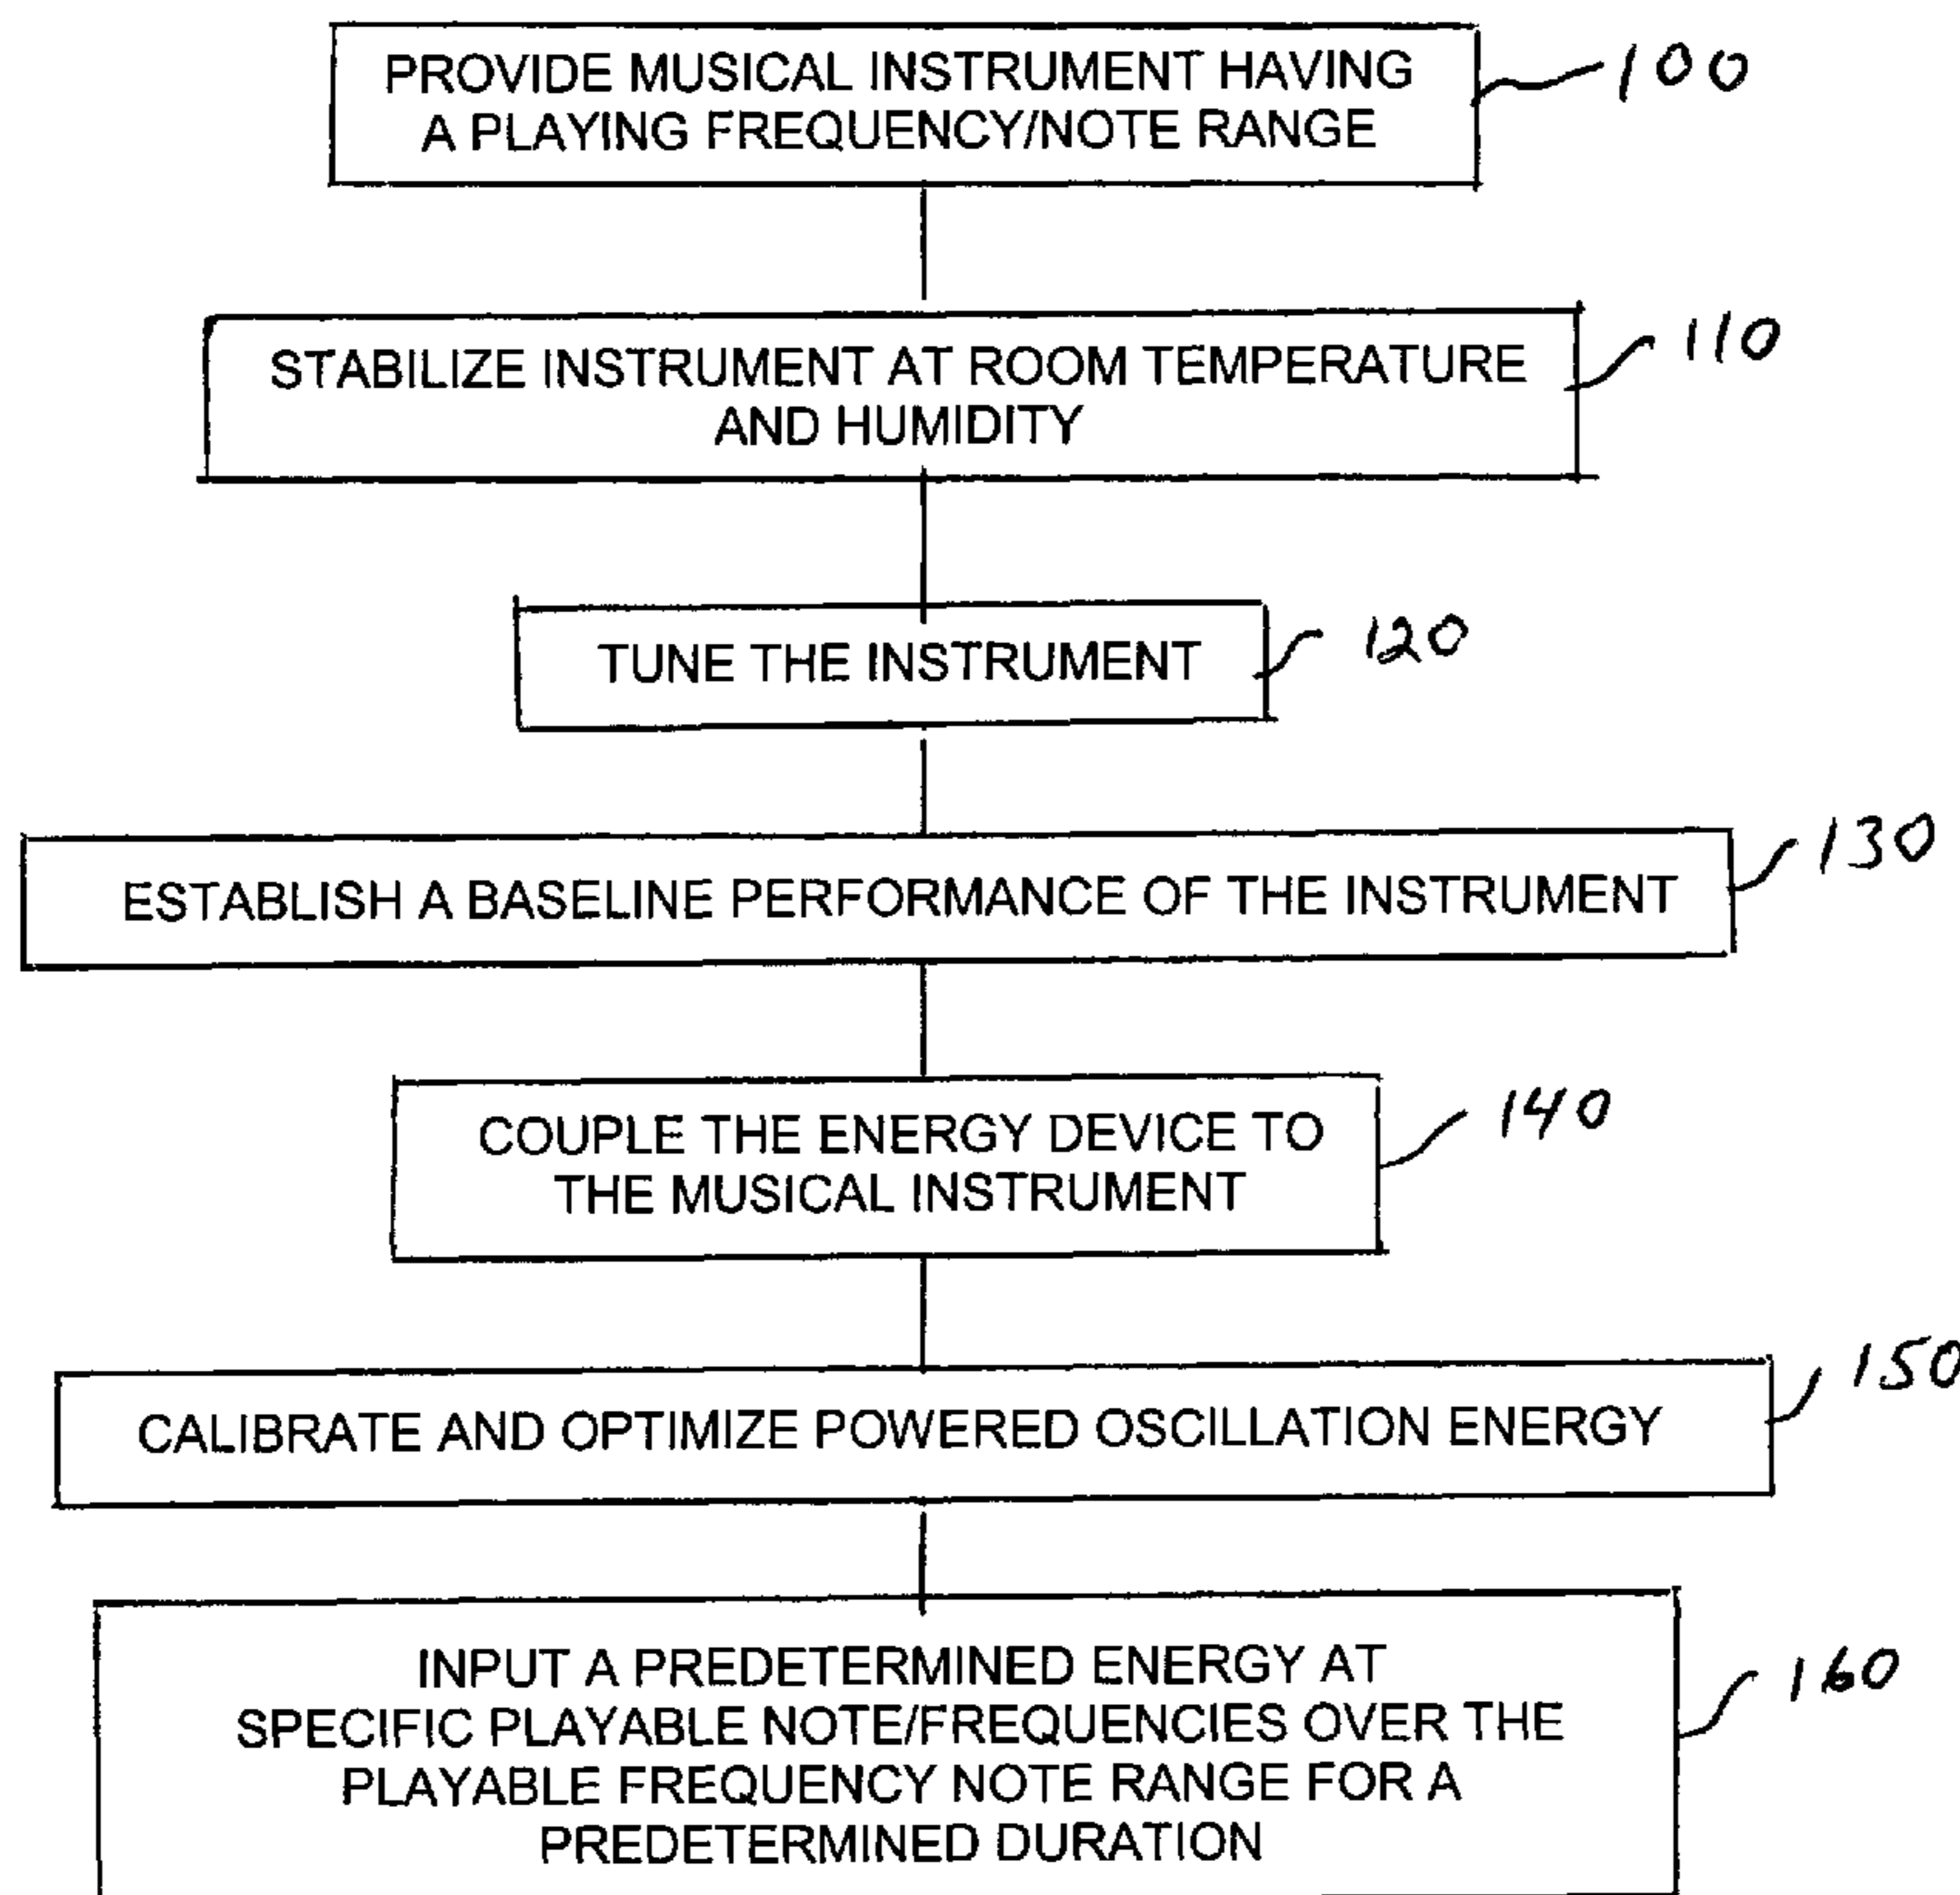 PROVIDE MUSICAL INSTRUMENT HAVING
A PLAYING FREQUENCY/NOTE RANGE
100
STABILIZE INSTRUMENT AT ROOM TEMPERATURE
AND HUMIDITY
110
TUNE THE INSTRUMENT
120
ESTABLISH A BASELINE PERFORMANCE OF THE INSTRUMENT
130
COUPLE THE ENERGY DEVICE TO
THE MUSICAL INSTRUMENT
140
CALIBRATE AND OPTIMIZE POWERED OSCILLATION ENERGY
150
INPUT A PREDETERMINED ENERGY AT
SPECIFIC PLAYABLE NOTE/FREQUENCIES OVER THE
PLAYABLE FREQUENCY NOTE RANGE FOR A
PREDETERMINED DURATION
160